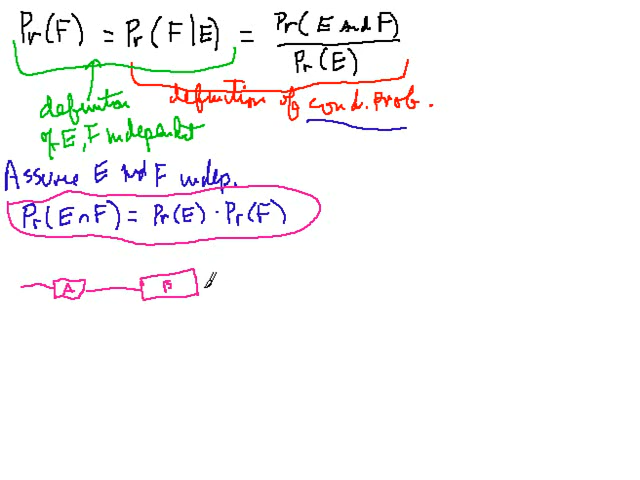 Pr(F) = Pr(F|E) = Pr(E and F) / Pr(E)
definition of cond. prob.
definition
of E, F independent
Assume E and F indep.
Pr(E∩F) = Pr(E) · Pr(F)
A B